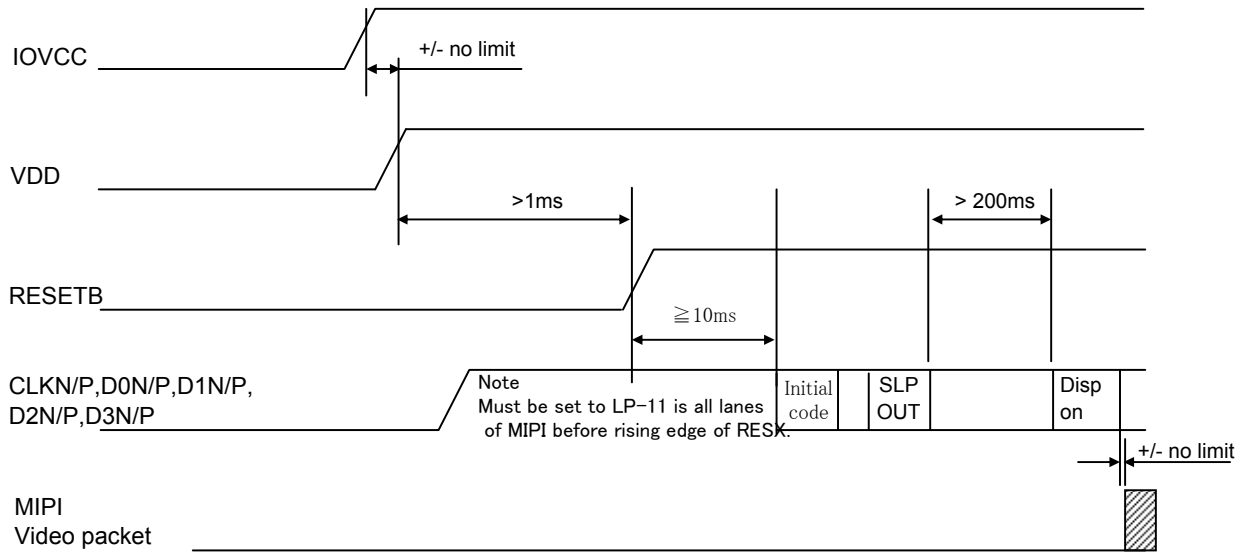 IOVCC
+/- no limit
VDD
>1ms
> 200ms
RESETB
≧10ms
CLKN/P,D0N/P,D1N/P,
D2N/P,D3N/P
Note
Must be set to LP-11 is all lanes
of MIPI before rising edge of RESX.
Initial
code
SLP
OUT
Disp
on
+/- no limit
MIPI
Video packet